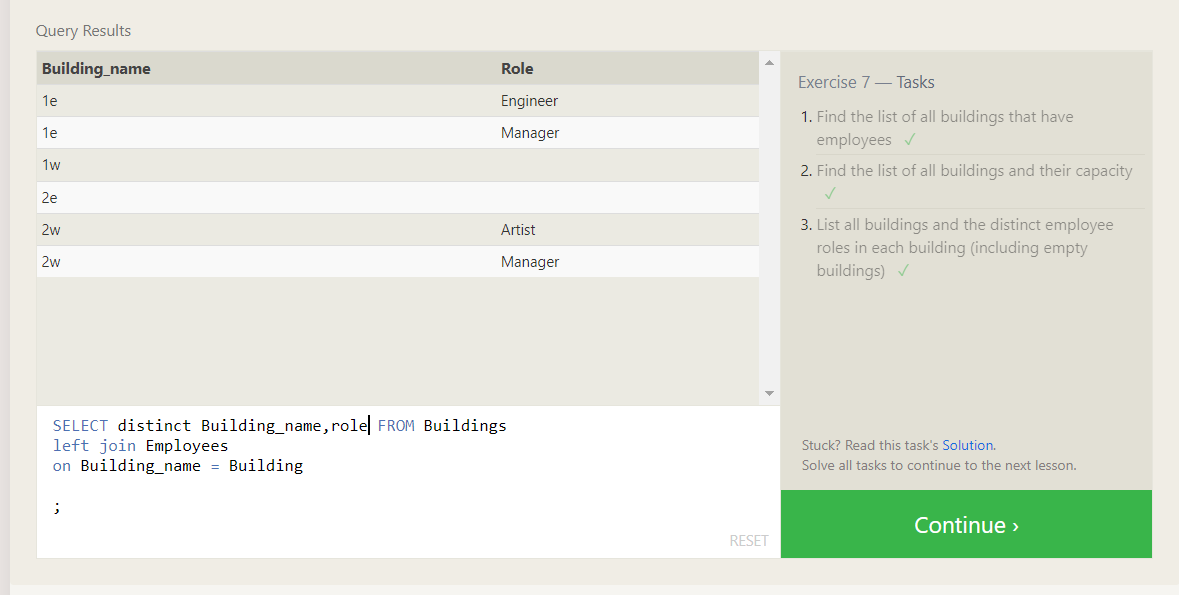 Query Results
Building_name Role
1e Engineer
1e Manager
1w
2e
2w Artist
2w Manager
SELECT distinct Building_name,role FROM Buildings
left join Employees
on Building_name = Building
;
RESET
Exercise 7 — Tasks
1. Find the list of all buildings that have
employees ✓
2. Find the list of all buildings and their capacity
✓
3. List all buildings and the distinct employee
roles in each building (including empty
buildings) ✓
Stuck? Read this task's Solution.
Solve all tasks to continue to the next lesson.
Continue ›